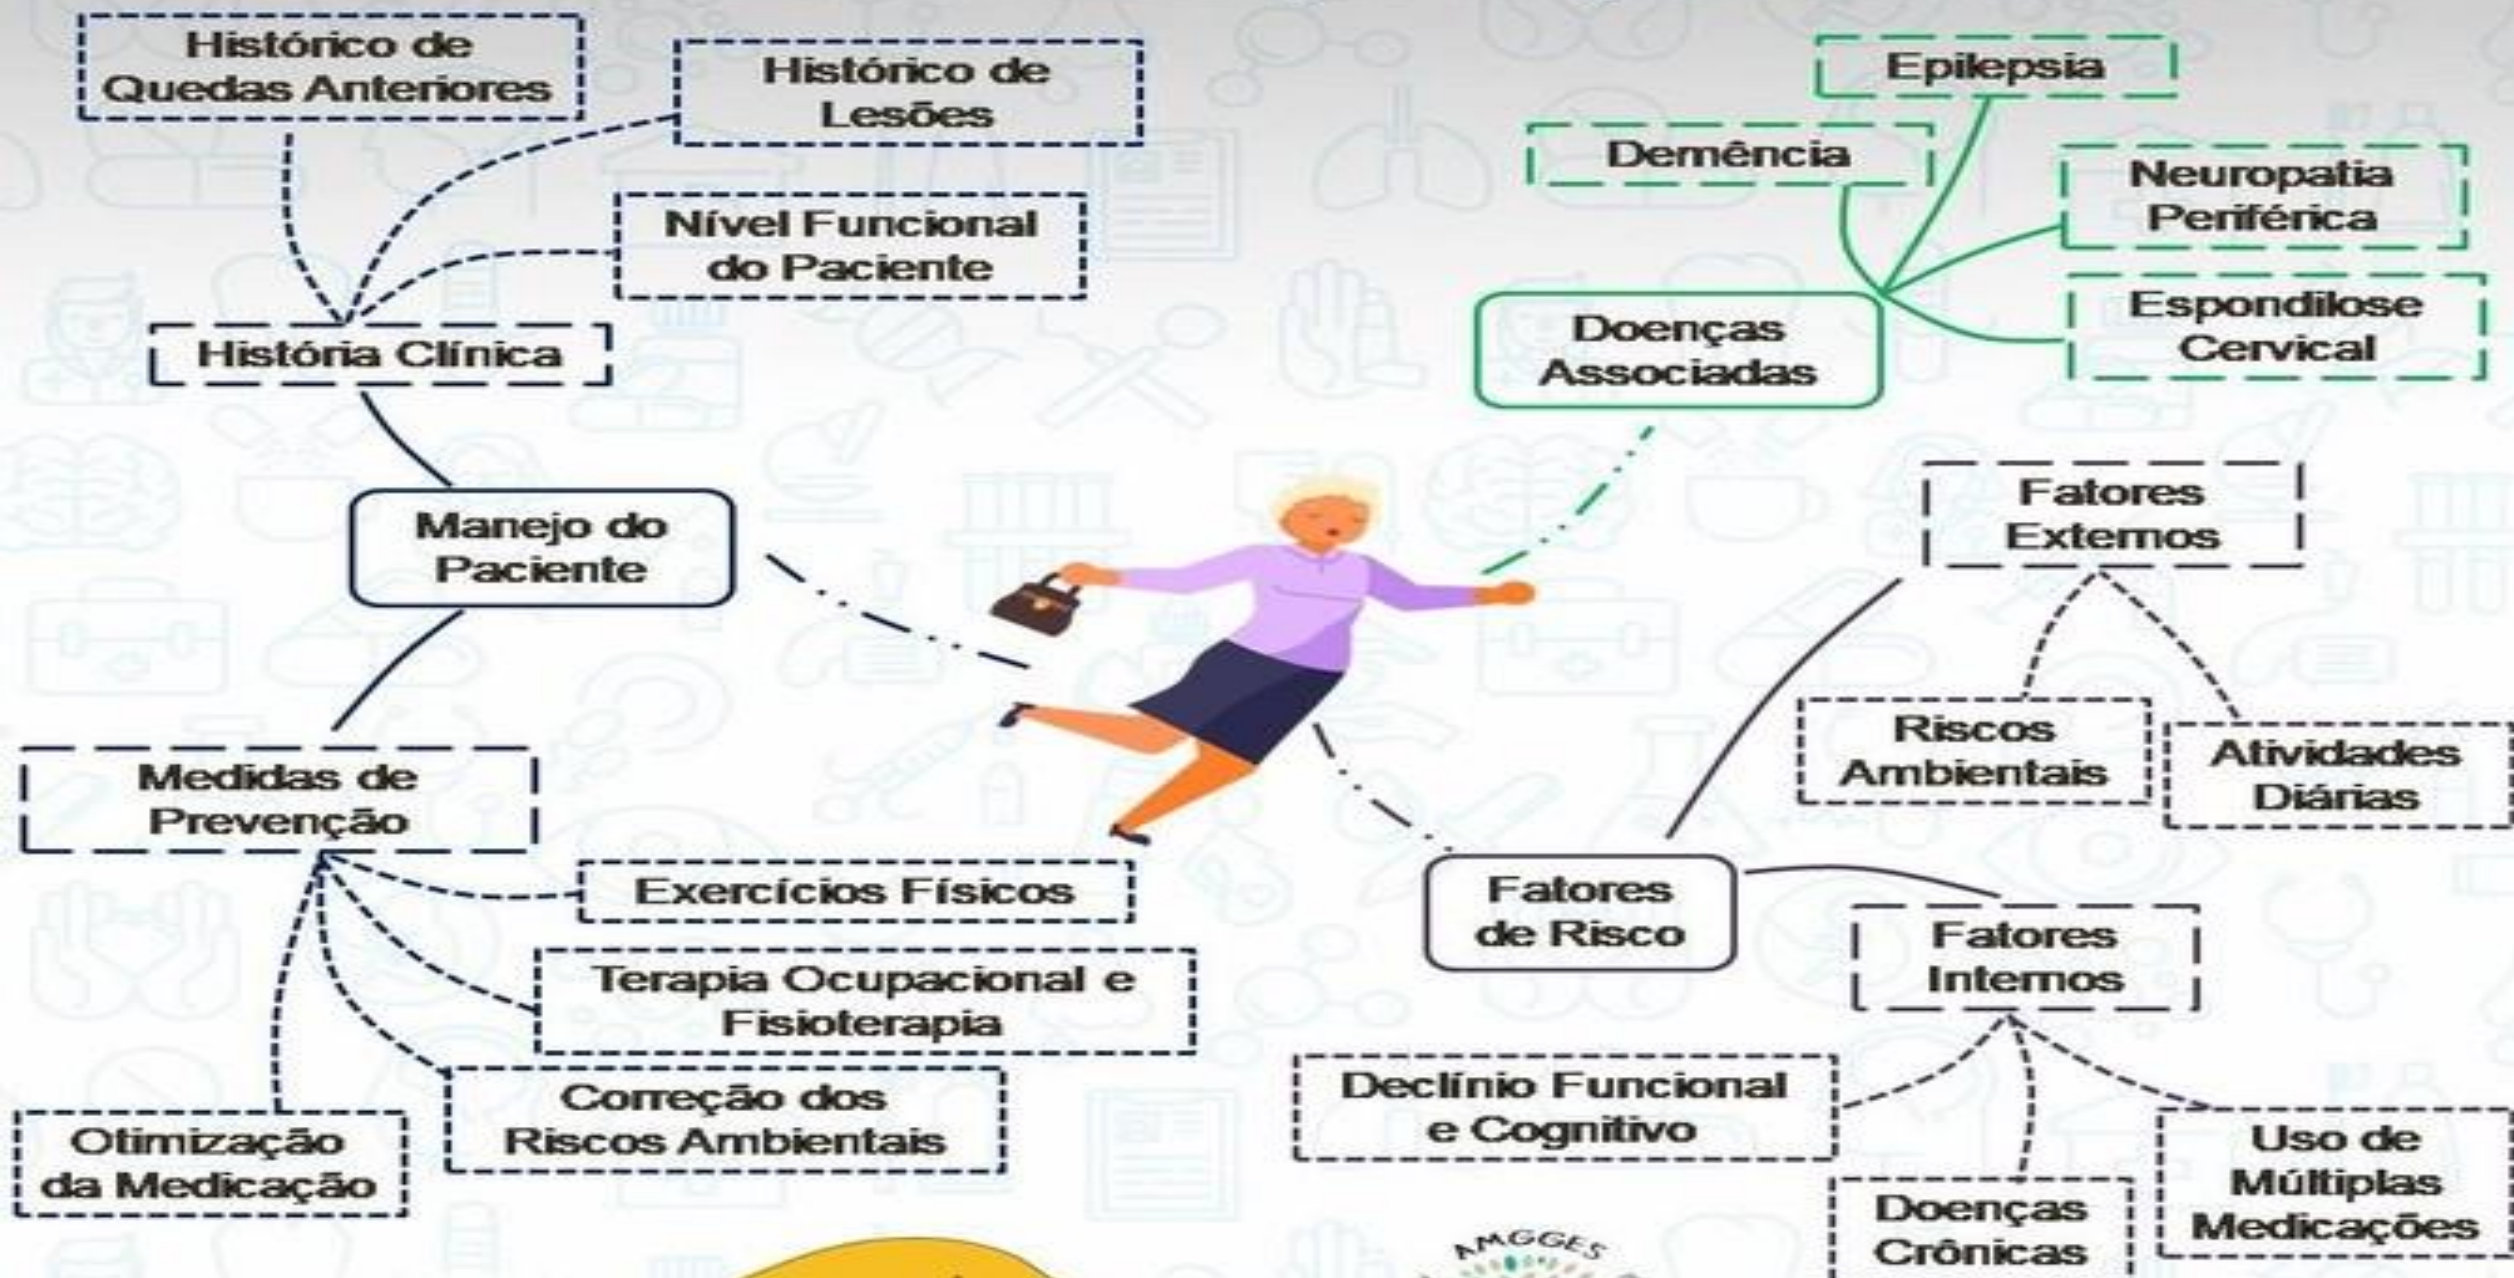 Histórico de
Quedas Anteriores
Histórico de
Lesões
Nível Funcional
do Paciente
História Clínica
Manejo do
Paciente
Medidas de
Prevenção
Exercícios Físicos
Terapia Ocupacional e
Fisioterapia
Correção dos
Riscos Ambientais
Otimização
da Medicação
Epilepsia
Demência
Neuropatia
Periférica
Espondilose
Cervical
Doenças
Associadas
Fatores
Externos
Riscos
Ambientais
Atividades
Diárias
Fatores
de Risco
Fatores
Internos
Declínio Funcional
e Cognitivo
Doenças
Crônicas
Uso de
Múltiplas
Medicações
AMGGES